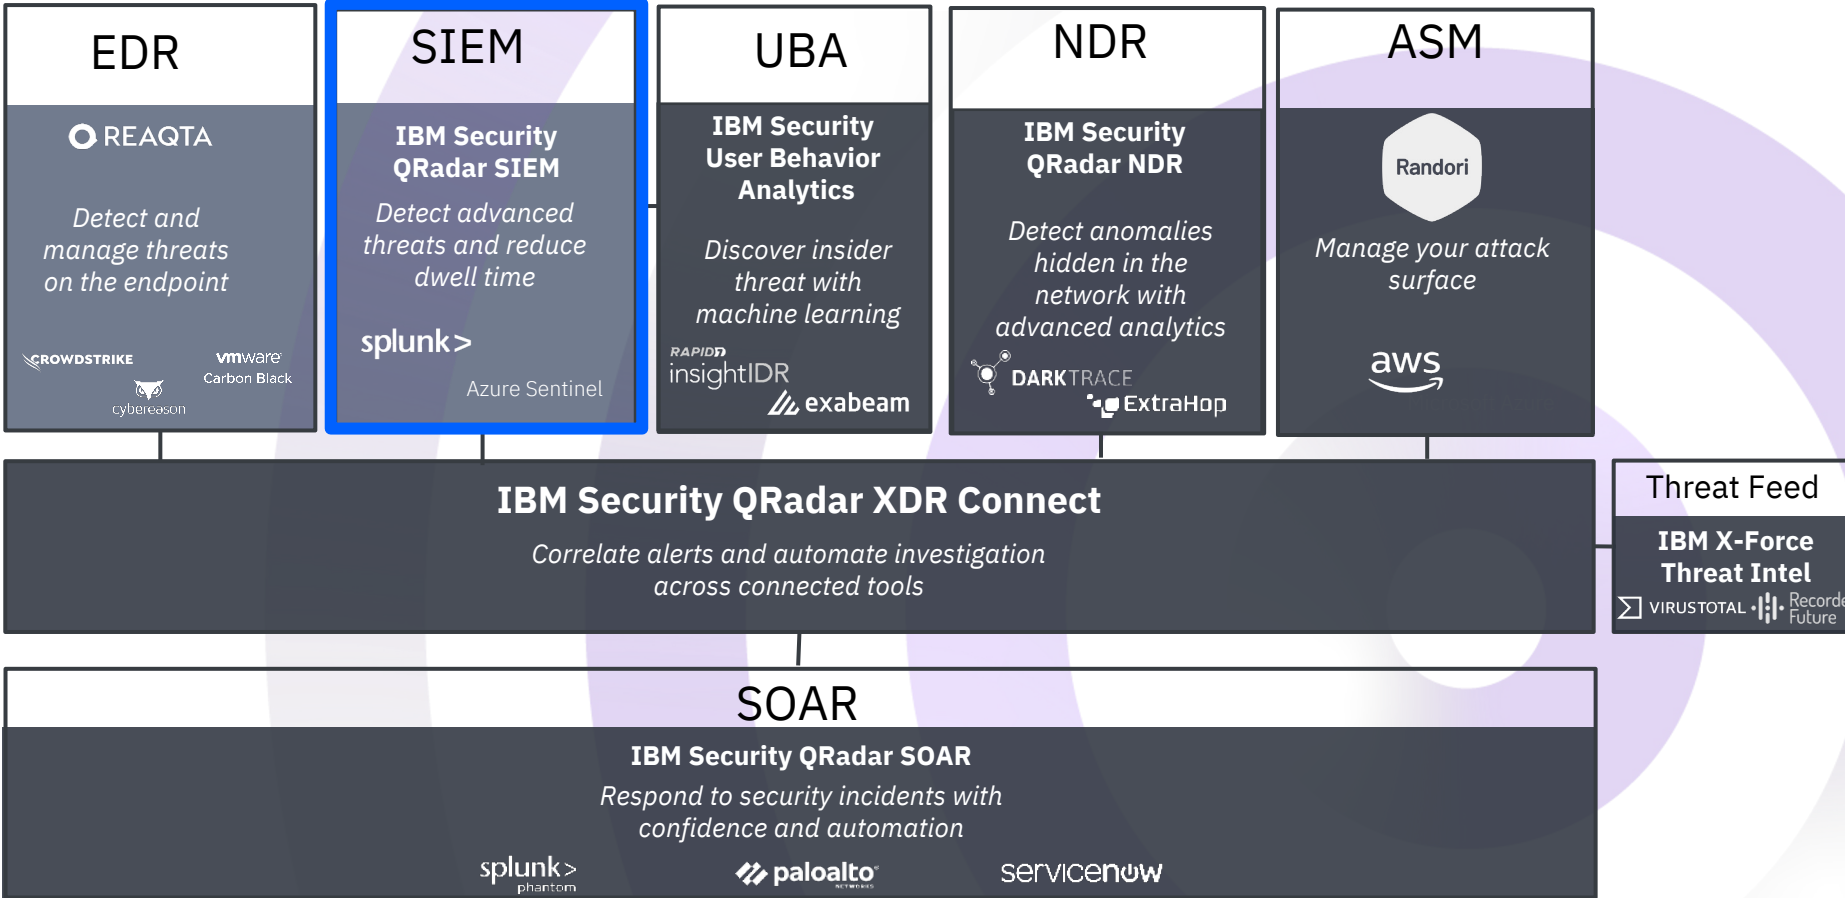 EDR
REAQTA
Detect and
manage threats
on the endpoint
CROWDSTRIKE
vmware
Carbon Black
cybereason
SIEM
IBM Security
QRadar SIEM
Detect advanced
threats and reduce
dwell time
splunk>
Azure Sentinel
UBA
IBM Security
User Behavior
Analytics
Discover insider
threat with
machine learning
RAPID7
insightIDR
exabeam
NDR
IBM Security
QRadar NDR
Detect anomalies
hidden in the
network with
advanced analytics
DARKTRACE
ExtraHop
ASM
Randori
Manage your attack
surface
aws
IBM Security QRadar XDR Connect
Correlate alerts and automate investigation
across connected tools
Threat Feed
IBM X-Force
Threat Intel
VIRUSTOTAL
Recorde
Future
SOAR
IBM Security QRadar SOAR
Respond to security incidents with
confidence and automation
splunk>
phantom
paloalto
NETWORKS
servicenow